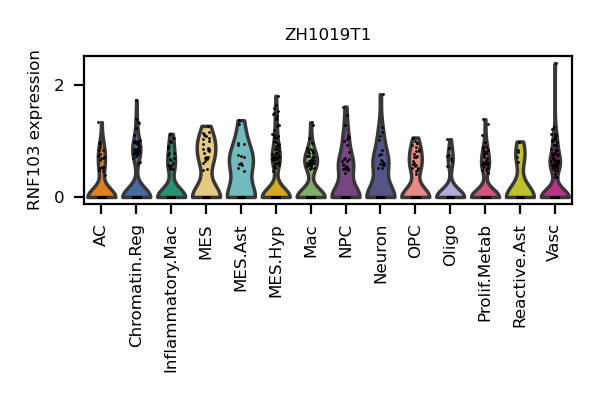 ZH1019T1
RNF103 expression
2
0
AC
Chromatin.Reg
Inflammatory.Mac
MES
MES.Ast
MES.Hyp
Mac
NPC
Neuron
OPC
Oligo
Prolif.Metab
Reactive.Ast
Vasc